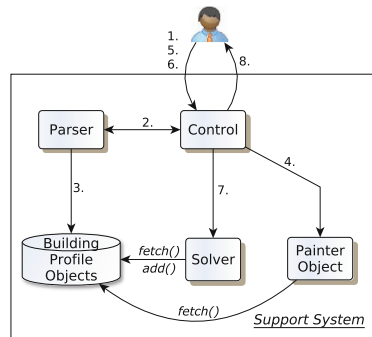 1.
5.
6.
8.
Parser
2.
Control
3.
7.
4.
Building
Profile
Objects
fetch()
add()
Solver
Painter
Object
fetch()
Support System